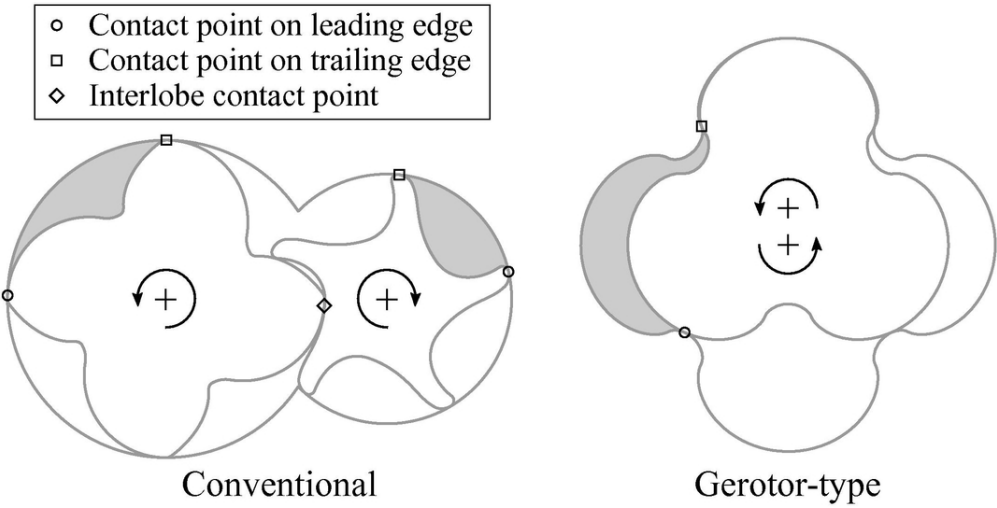 Contact point on leading edge
Contact point on trailing edge
Interlobe contact point
Conventional
Gerotor-type